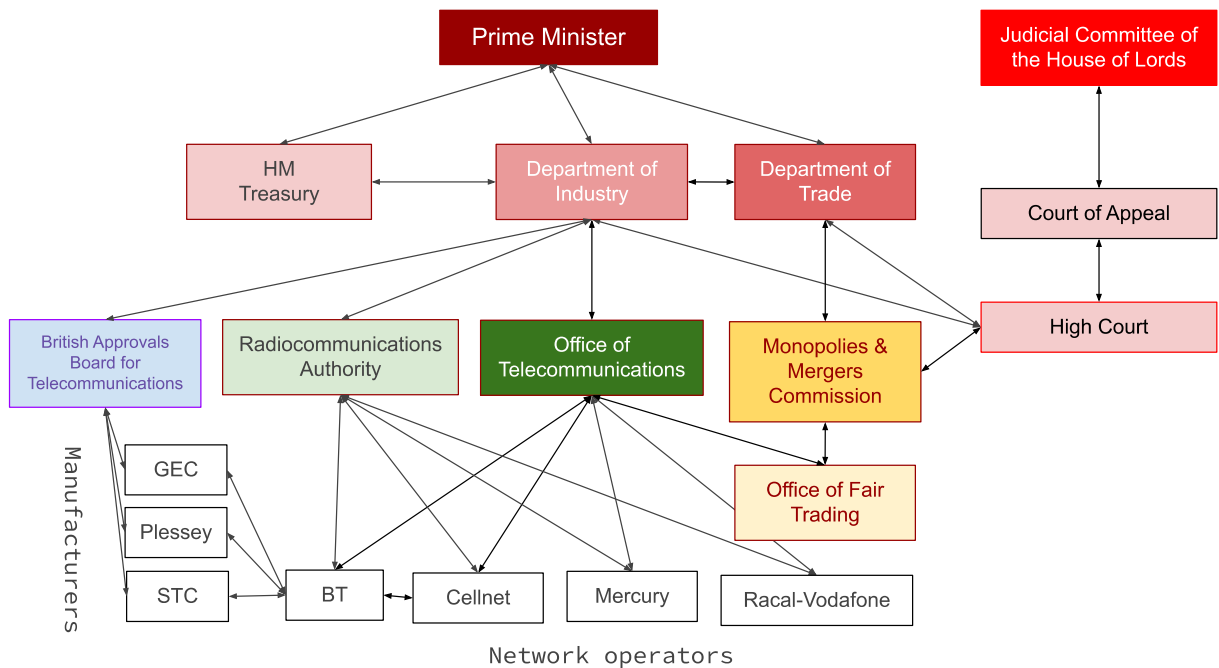 Prime Minister
Judicial Committee of
the House of Lords
HM
Treasury
Department of
Industry
Department of
Trade
Court of Appeal
High Court
British Approvals
Board for
Telecommunications
Radiocommunications
Authority
Office of
Telecommunications
Monopolies &
Mergers
Commission
Manufacturers
GEC
Plessey
STC
Office of Fair
Trading
BT
Cellnet
Mercury
Racal-Vodafone
Network operators